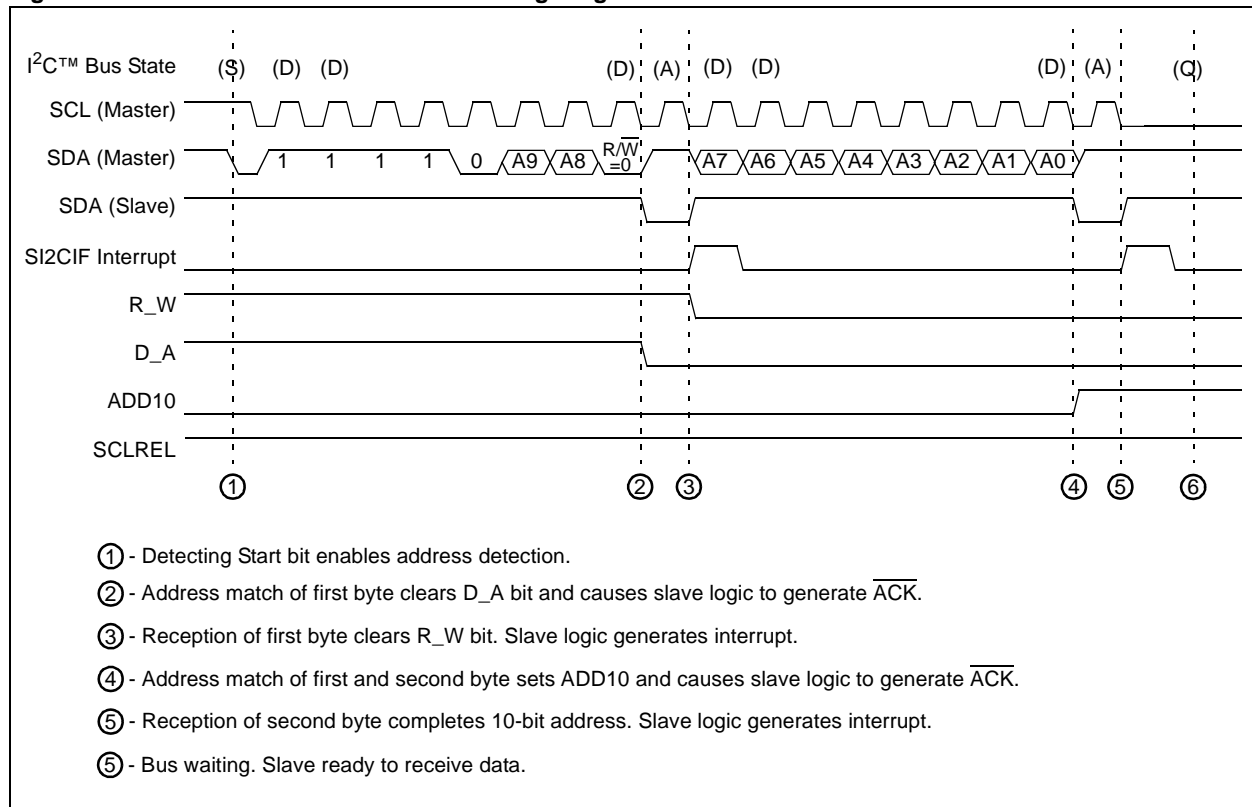 I2C™ Bus State (S) (D) (D) (D) (A) (D) (D) (D) (A) (Q)
SCL (Master)
SDA (Master) 1 1 1 1 0 A9 A8 R/W̅ =0 A7 A6 A5 A4 A3 A2 A1 A0
SDA (Slave)
SI2CIF Interrupt
R_W
D_A
ADD10
SCLREL
1 2 3 4 5 6
1 - Detecting Start bit enables address detection.
2 - Address match of first byte clears D_A bit and causes slave logic to generate A̅C̅K̅.
3 - Reception of first byte clears R_W bit. Slave logic generates interrupt.
4 - Address match of first and second byte sets ADD10 and causes slave logic to generate A̅C̅K̅.
5 - Reception of second byte completes 10-bit address. Slave logic generates interrupt.
5 - Bus waiting. Slave ready to receive data.